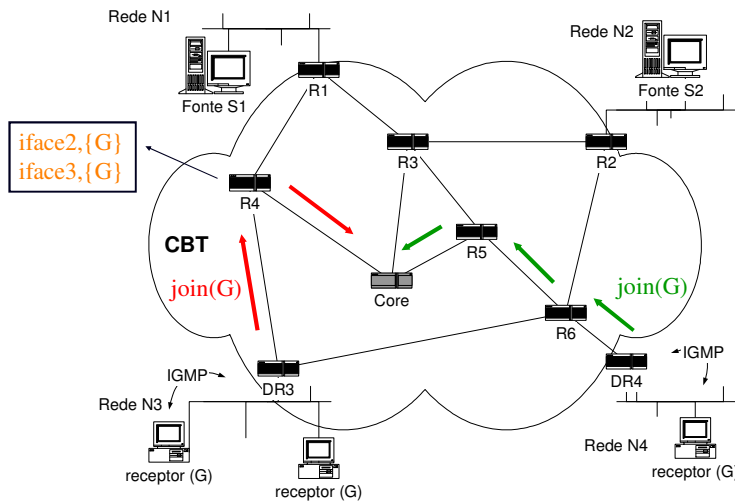 Rede N1
Rede N2
Fonte S1
R1
Fonte S2
iface2,{G}
iface3,{G}
R3
R2
R4
CBT
R5
join(G)
Core
join(G)
R6
IGMP
DR3
IGMP
DR4
Rede N3
receptor (G)
receptor (G)
Rede N4
receptor (G)